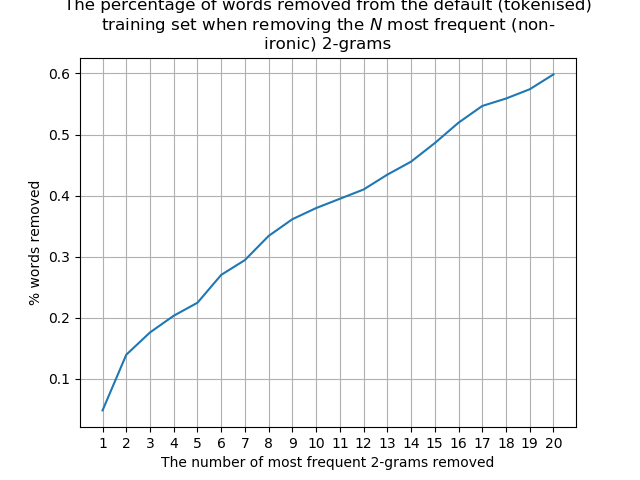 The percentage of words removed from the default (tokenised)
training set when removing the N most frequent (non-
ironic) 2-grams
0.6
0.5
0.4
0.3
0.2
0.1
% words removed
1 2 3 4 5 6 7 8 9 10 11 12 13 14 15 16 17 18 19 20
The number of most frequent 2-grams removed